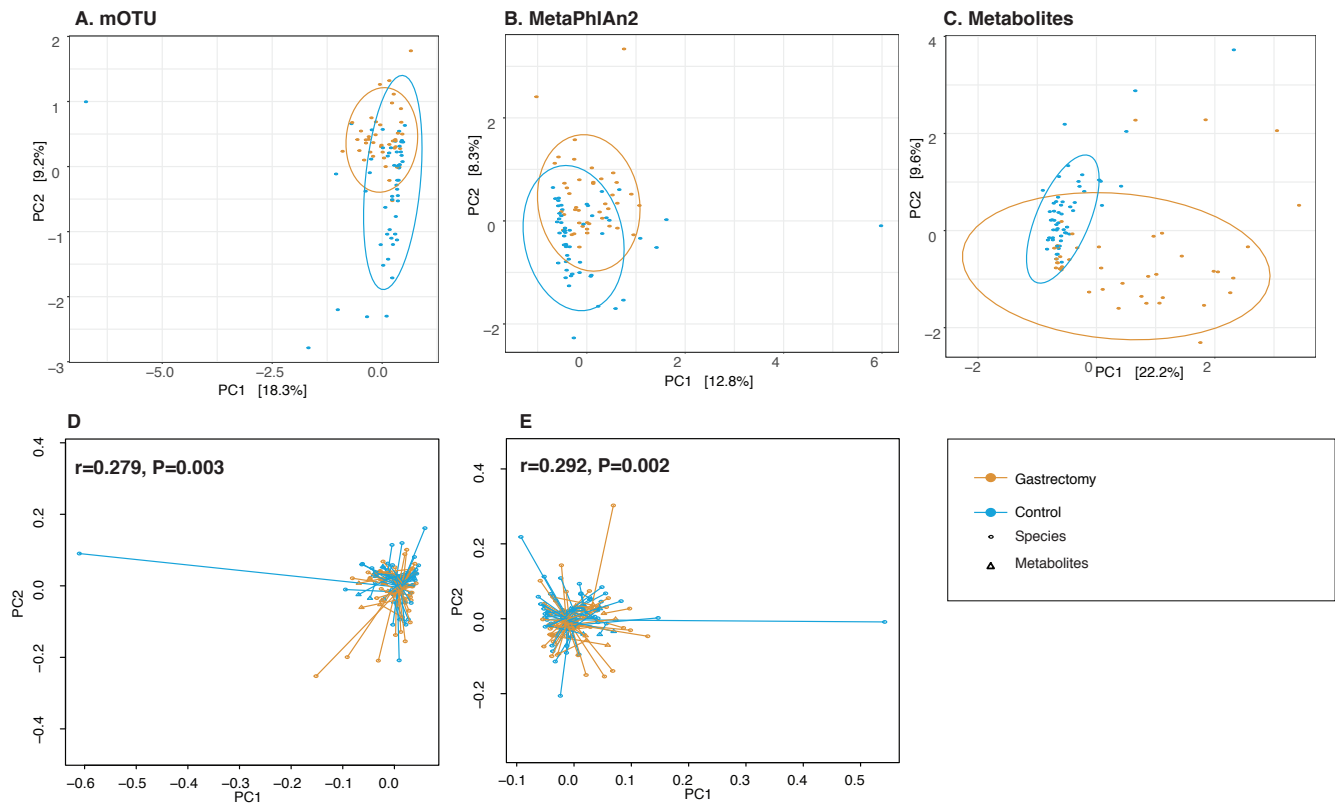 A. mOTU
2
1
0
−1
−2
−3
PC2 [9.2%]
−5.0
−2.5
0.0
PC1 [18.3%]
B. MetaPhlAn2
2
0
−2
PC2 [8.3%]
0
2
4
6
PC1 [12.8%]
C. Metabolites
4
2
0
−2
PC2 [9.6%]
−2
0
2
PC1 [22.2%]
D
r=0.279, P=0.003
0.4
0.2
0.0
−0.2
−0.4
PC2
−0.6
−0.5
−0.4
−0.3
−0.2
−0.1
0.0
PC1
E
r=0.292, P=0.002
0.4
0.2
0.0
−0.2
PC2
−0.1
0.0
0.1
0.2
0.3
0.4
0.5
PC1
Gastrectomy
Control
Species
Metabolites